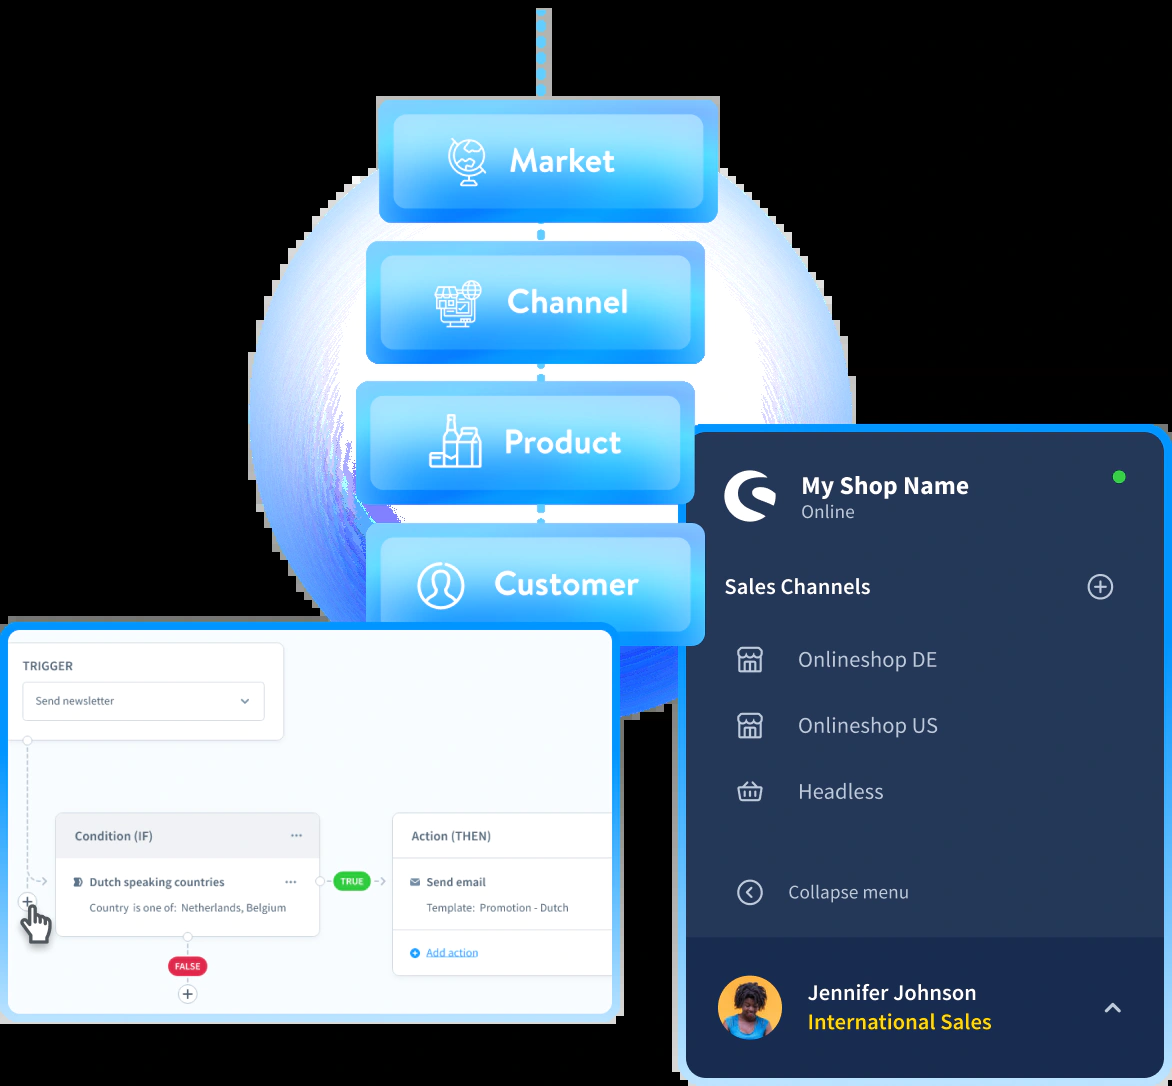 Market
Channel
Product
Customer
My Shop Name
Online
Sales Channels
Onlineshop DE
Onlineshop US
Headless
Collapse menu
Jennifer Johnson
International Sales
TRIGGER
Send newsletter
Condition (IF)
Dutch speaking countries
Country is one of: Netherlands, Belgium
TRUE
FALSE
Action (THEN)
Send email
Template: Promotion - Dutch
Add action